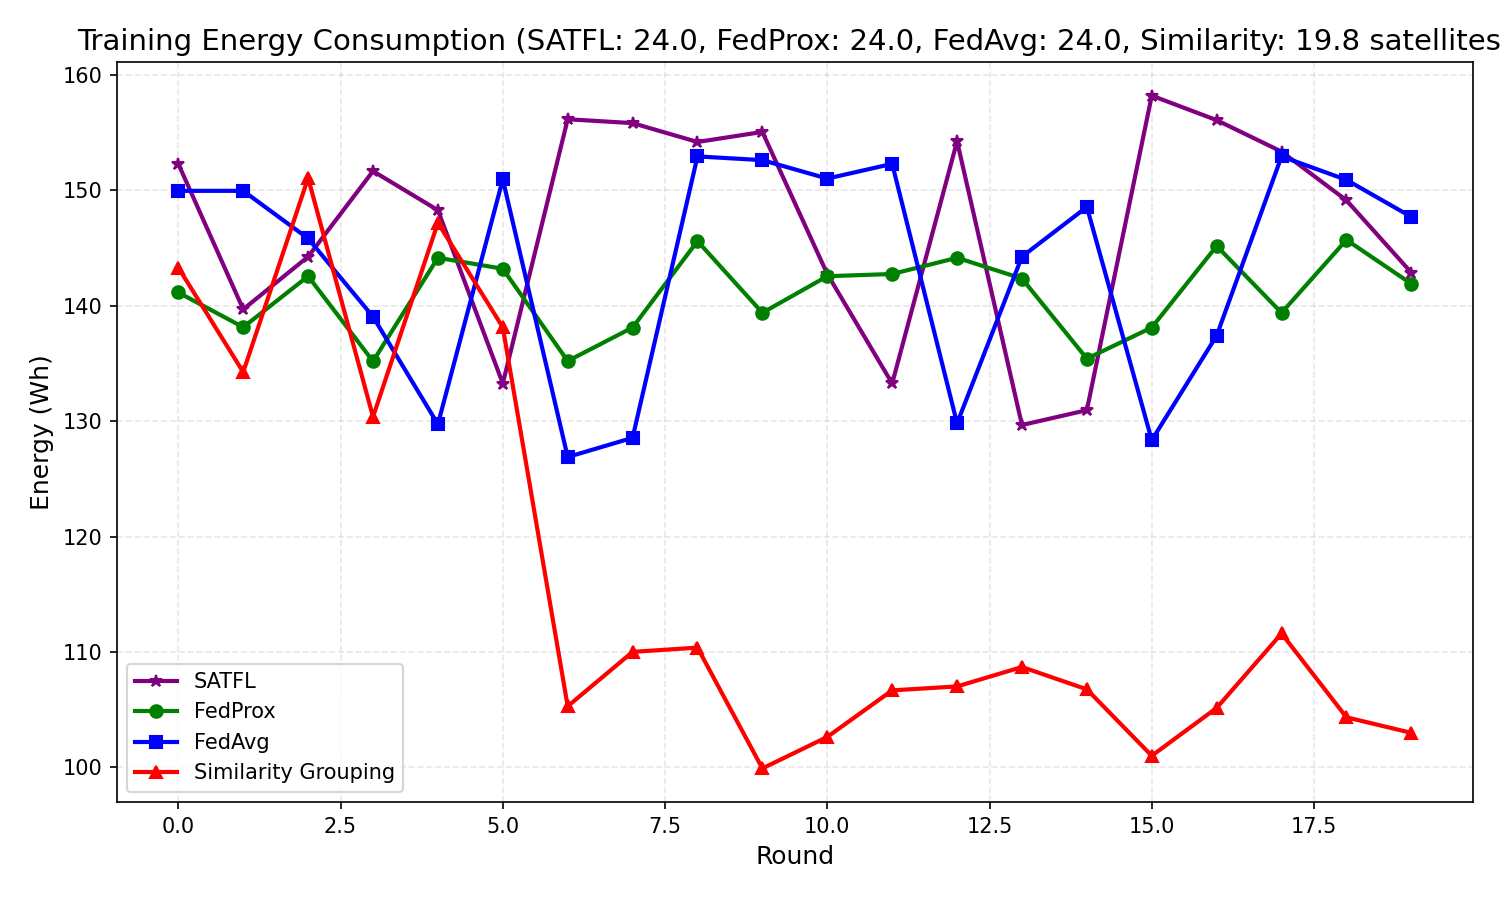 Training Energy Consumption (SATFL: 24.0, FedProx: 24.0, FedAvg: 24.0, Similarity: 19.8 satellites
160
150
140
130
120
110
100
Energy (Wh)
SATFL
FedProx
FedAvg
Similarity Grouping
0.0 2.5 5.0 7.5 10.0 12.5 15.0 17.5
Round